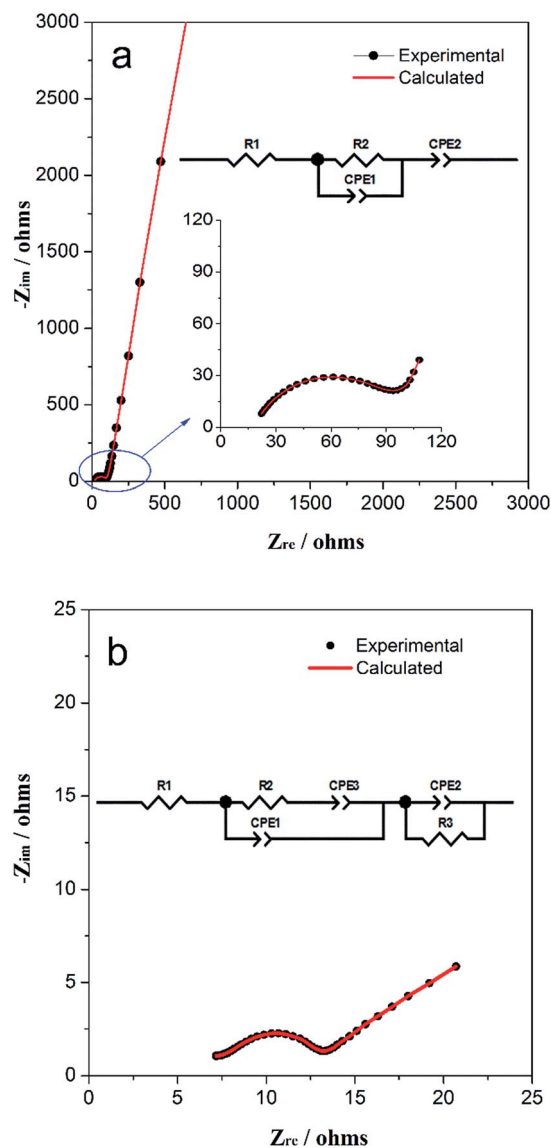 3000
a
Experimental
Calculated
2500
R1
R2
CPE2
CPE1
2000
120
90
1500
60
1000
30
500
0
0 30 60 90 120
0
0 500 1000 1500 2000 2500 3000
-Zim / ohms
Zre / ohms
25
b
Experimental
Calculated
20
R1
R2
CPE3
CPE2
15
CPE1
R3
10
5
0
0 5 10 15 20 25
-Zim / ohms
Zre / ohms